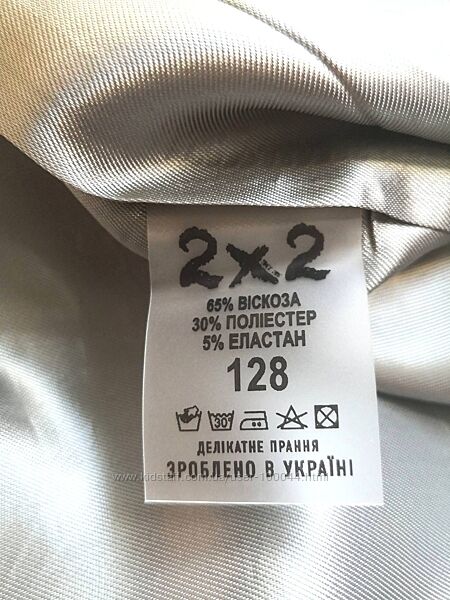 2x2
65% ВІСКОЗА
30% ПОЛІЕСТЕР
5% ЕЛАСТАН
128
30
ДЕЛІКАТНЕ ПРАННЯ
ЗРОБЛЕНО В УКРАЇНІ